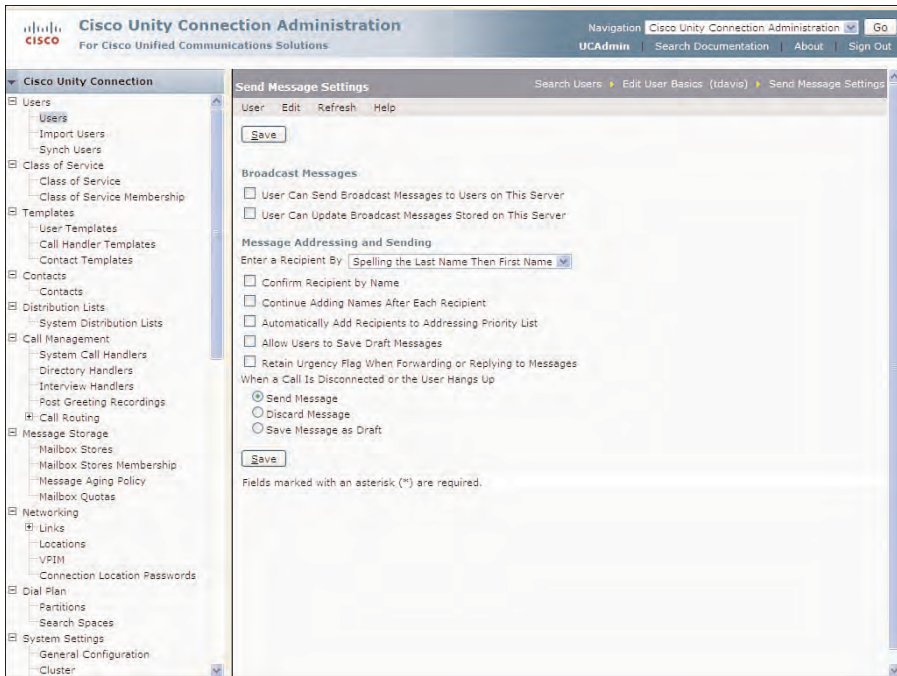 cisco
Cisco Unity Connection Administration
For Cisco Unified Communications Solutions
Navigation Cisco Unity Connection Administration Go
UCAdmin | Search Documentation | About | Sign Out
Cisco Unity Connection
Users
Users
Import Users
Synch Users
Class of Service
Class of Service
Class of Service Membership
Templates
User Templates
Call Handler Templates
Contact Templates
Contacts
Contacts
Distribution Lists
System Distribution Lists
Call Management
System Call Handlers
Directory Handlers
Interview Handlers
Post Greeting Recordings
Call Routing
Message Storage
Mailbox Stores
Mailbox Stores Membership
Message Aging Policy
Mailbox Quotas
Networking
Links
Locations
VPIM
Connection Location Passwords
Dial Plan
Partitions
Search Spaces
System Settings
General Configuration
Cluster
Send Message Settings
Search Users Edit User Basics (tdavis) Send Message Settings
User Edit Refresh Help
Save
Broadcast Messages
User Can Send Broadcast Messages to Users on This Server
User Can Update Broadcast Messages Stored on This Server
Message Addressing and Sending
Enter a Recipient By Spelling the Last Name Then First Name
Confirm Recipient by Name
Continue Adding Names After Each Recipient
Automatically Add Recipients to Addressing Priority List
Allow Users to Save Draft Messages
Retain Urgency Flag When Forwarding or Replying to Messages
When a Call Is Disconnected or the User Hangs Up
Send Message
Discard Message
Save Message as Draft
Save
Fields marked with an asterisk (*) are required.